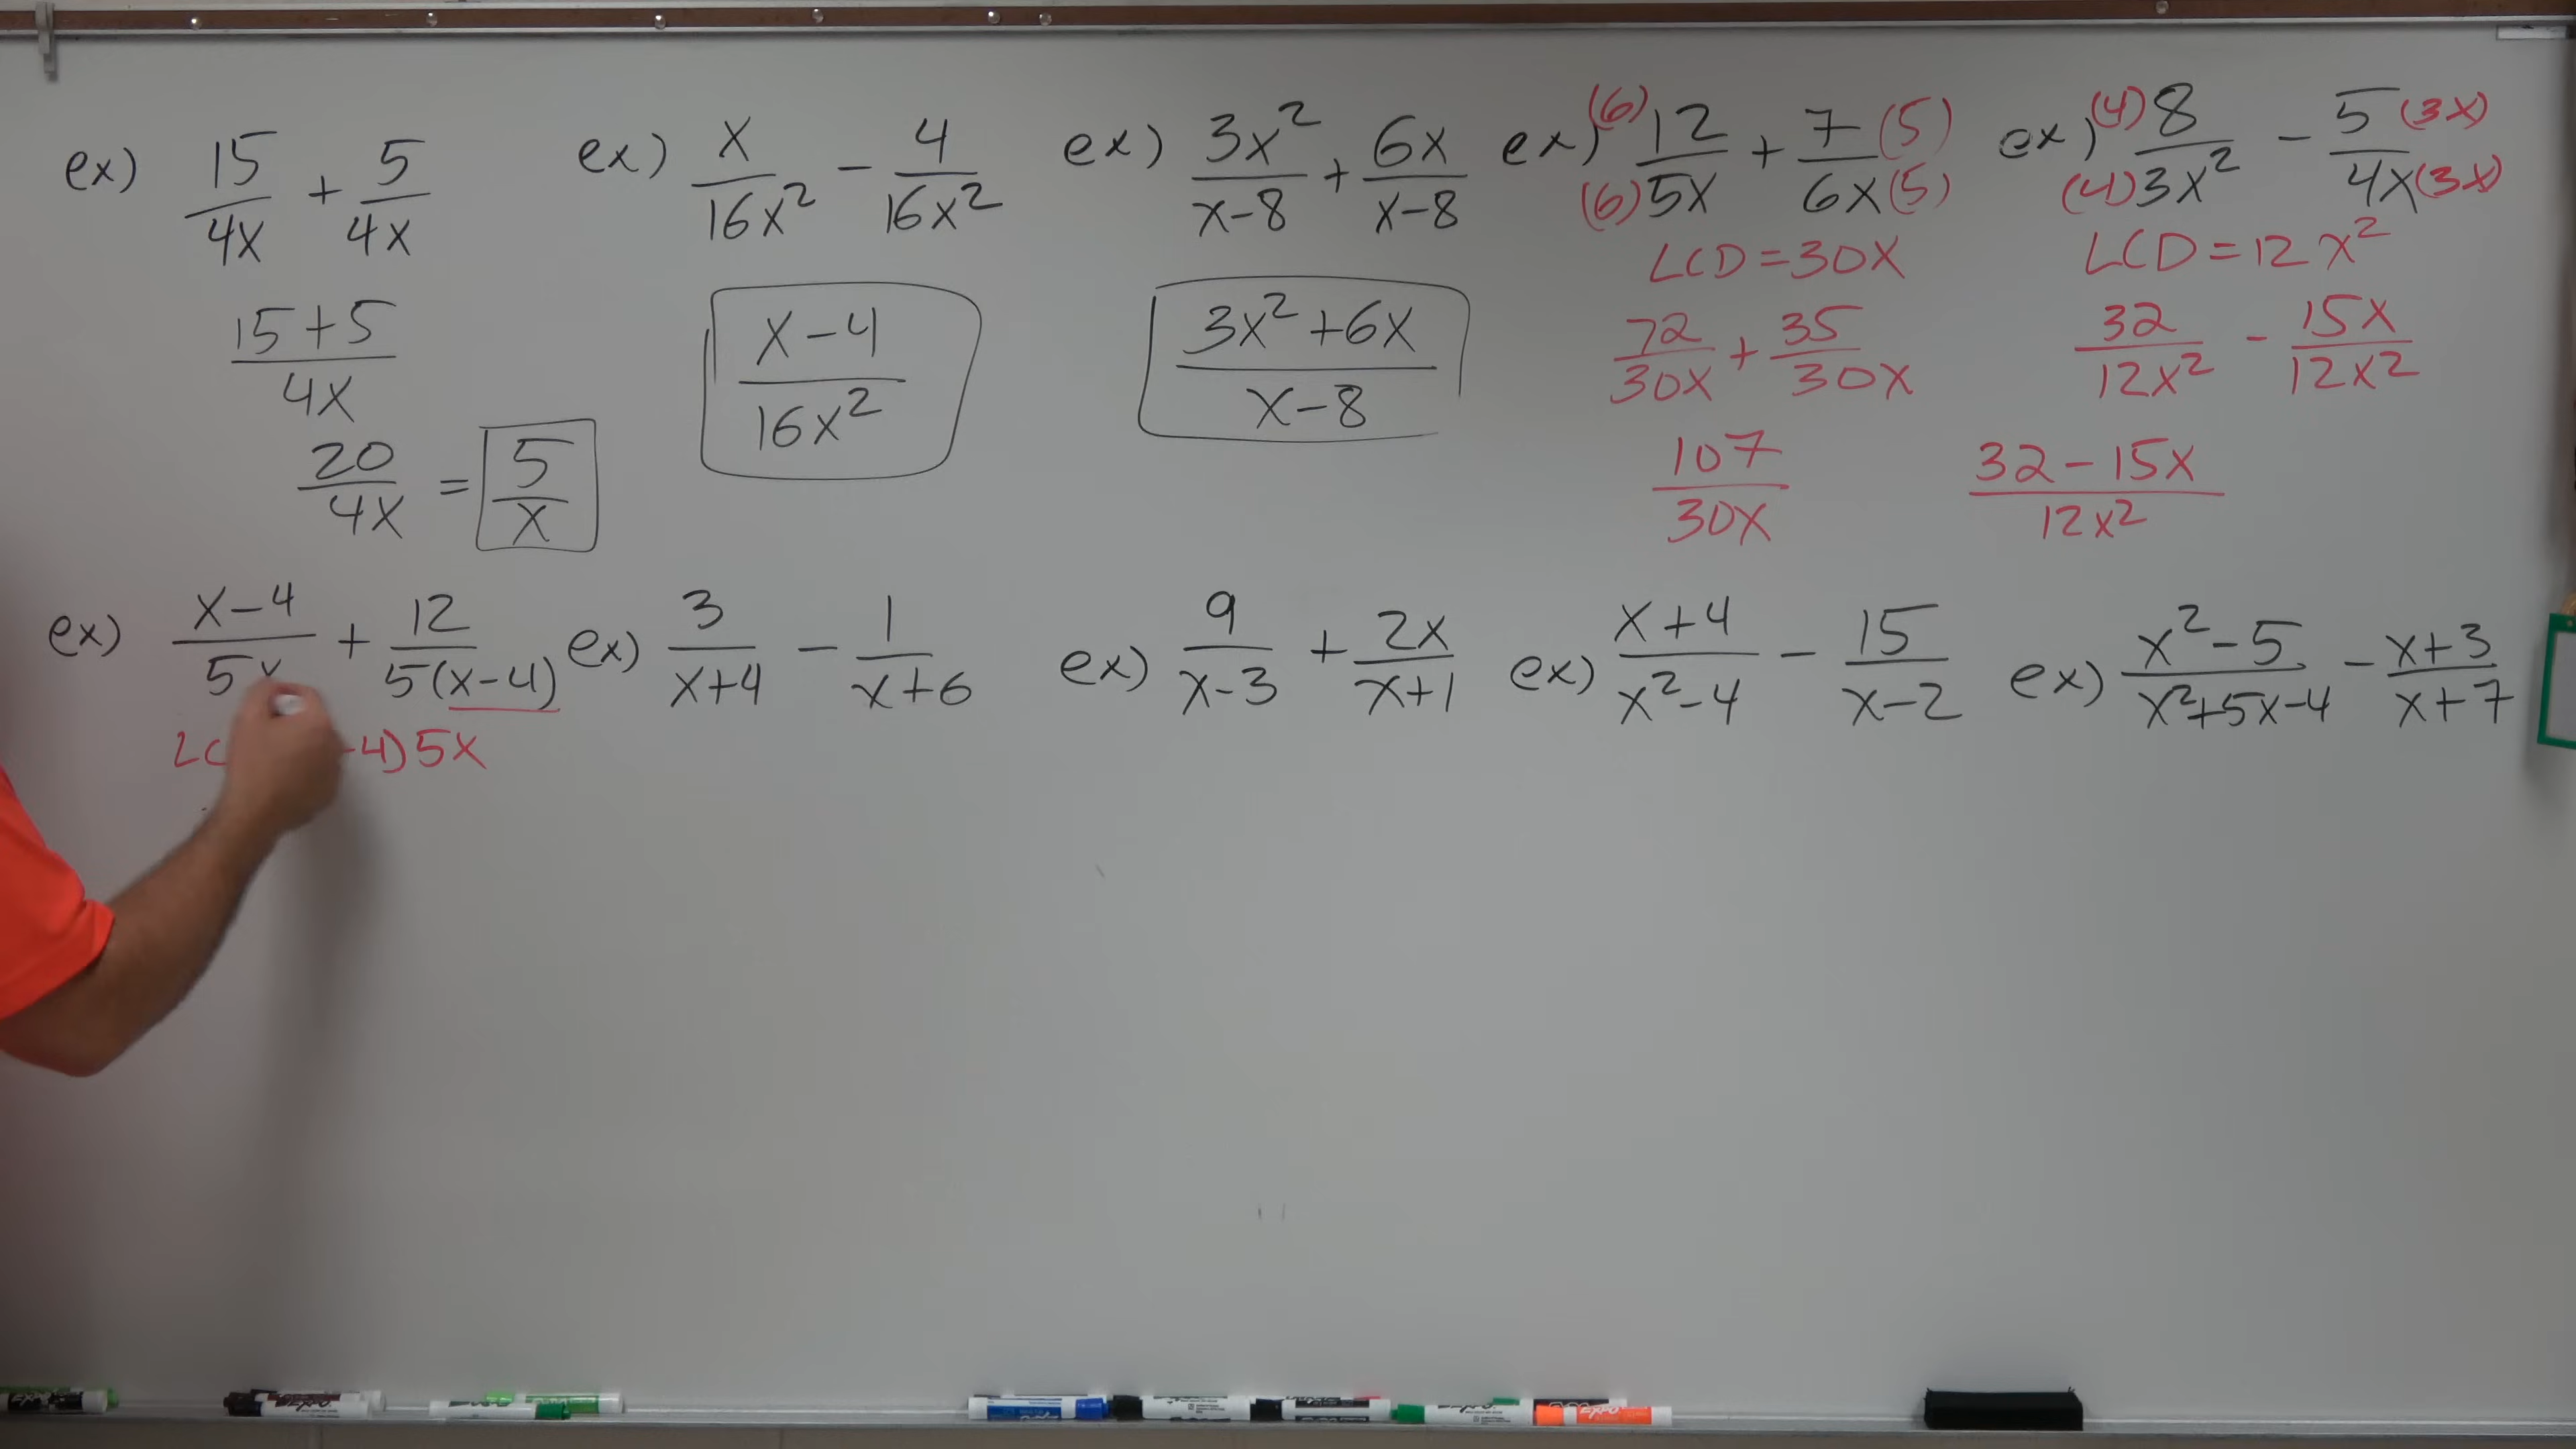 ex) 15/4x + 5/4x
15+5/4x
20/4x = 5/x
ex) x/16x² - 4/16x²
x-4/16x²
ex) 3x²/x-8 + 6x/x-8
3x²+6x/x-8
ex) (6)12/(6)5x + 7(5)/6x(5)
LCD=30x
72/30x + 35/30x
107/30x
ex) (4)8/(4)3x² - 5(3x)/4x(3x)
LCD=12x²
32/12x² - 15x/12x²
32-15x/12x²
ex) x-4/5x + 12/5(x-4)
-4)5x
ex) 3/x+4 - 1/x+6
ex) 9/x-3 + 2x/x+1
ex) x+4/x²-4 - 15/x-2
ex) x²-5/x²+5x-4 - x+3/x+7